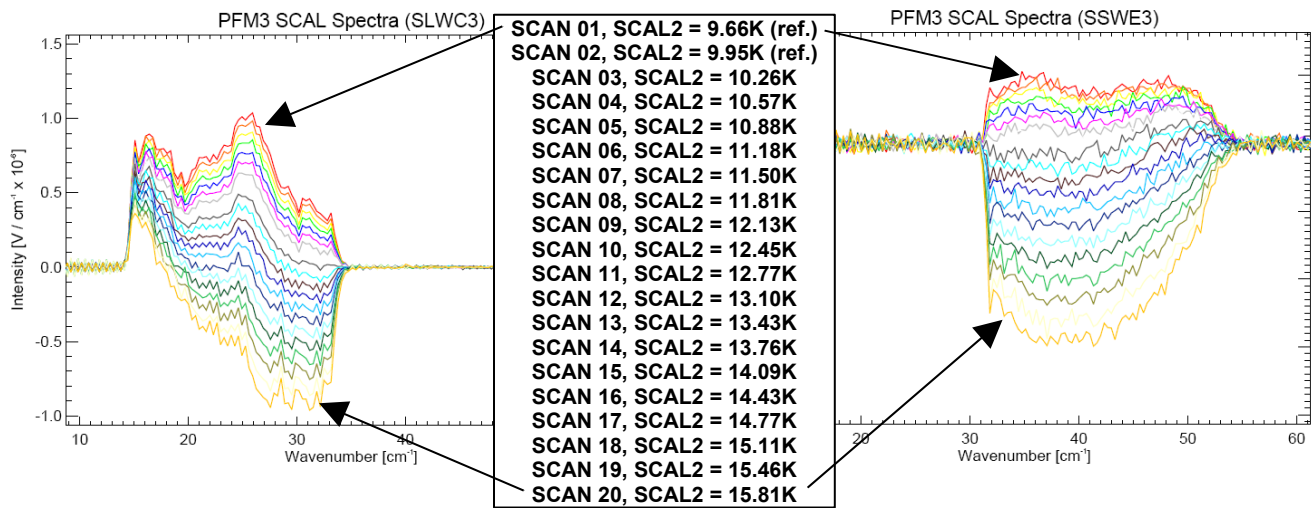 PFM3 SCAL Spectra (SLWC3)
1.5
1.0
0.5
0.0
-0.5
-1.0
Intensity [V / cm⁻¹ x 10⁻⁶]
10
20
30
40
Wavenumber [cm⁻¹]
SCAN 01, SCAL2 = 9.66K (ref.)
SCAN 02, SCAL2 = 9.95K (ref.)
SCAN 03, SCAL2 = 10.26K
SCAN 04, SCAL2 = 10.57K
SCAN 05, SCAL2 = 10.88K
SCAN 06, SCAL2 = 11.18K
SCAN 07, SCAL2 = 11.50K
SCAN 08, SCAL2 = 11.81K
SCAN 09, SCAL2 = 12.13K
SCAN 10, SCAL2 = 12.45K
SCAN 11, SCAL2 = 12.77K
SCAN 12, SCAL2 = 13.10K
SCAN 13, SCAL2 = 13.43K
SCAN 14, SCAL2 = 13.76K
SCAN 15, SCAL2 = 14.09K
SCAN 16, SCAL2 = 14.43K
SCAN 17, SCAL2 = 14.77K
SCAN 18, SCAL2 = 15.11K
SCAN 19, SCAL2 = 15.46K
SCAN 20, SCAL2 = 15.81K
PFM3 SCAL Spectra (SSWE3)
20
30
40
50
60
Wavenumber [cm⁻¹]